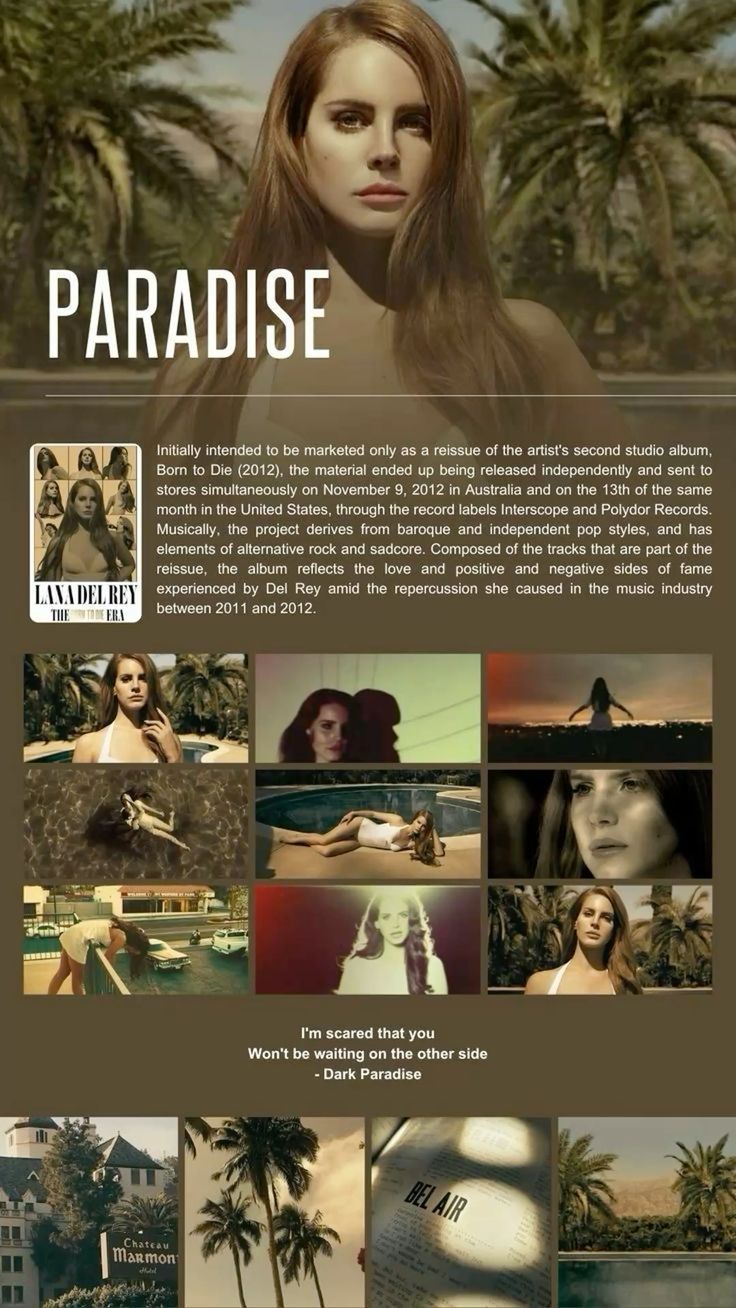 PARADISE
Initially intended to be marketed only as a reissue of the artist's second studio album,
Born to Die (2012), the material ended up being released independently and sent to
stores simultaneously on November 9, 2012 in Australia and on the 13th of the same
month in the United States, through the record labels Interscope and Polydor Records.
Musically, the project derives from baroque and independent pop styles, and has
elements of alternative rock and sadcore. Composed of the tracks that are part of the
reissue, the album reflects the love and positive and negative sides of fame
experienced by Del Rey amid the repercussion she caused in the music industry
between 2011 and 2012.
LANA DEL REY
THE BORN TO DIE ERA
I'm scared that you
Won't be waiting on the other side
- Dark Paradise
Chateau
Marmont
Hotel
BEL AIR